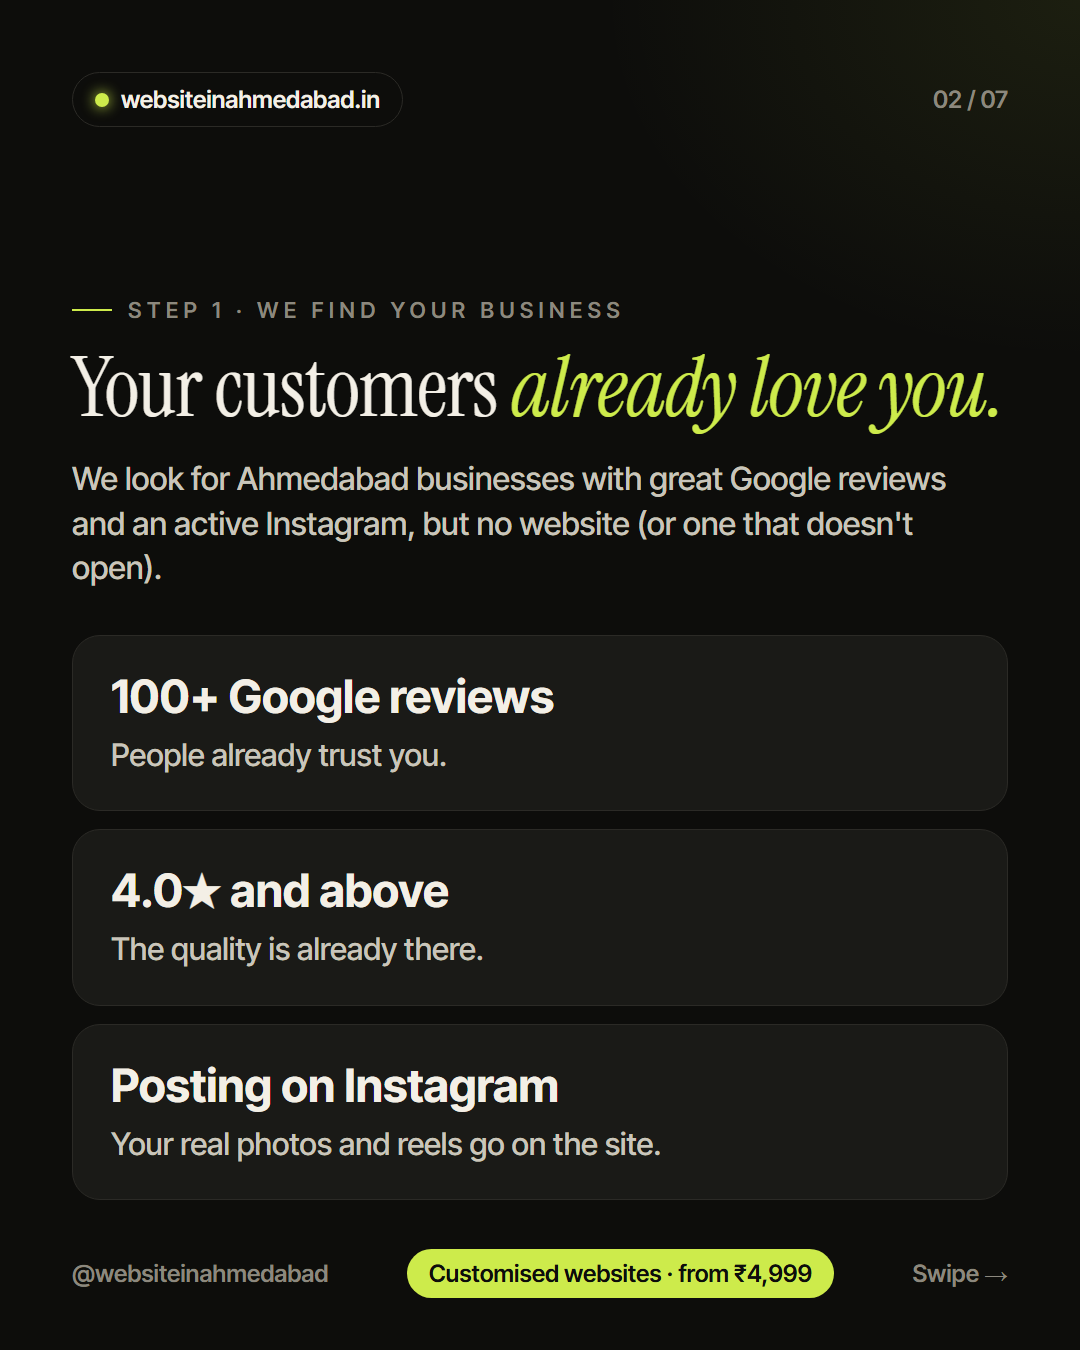 websiteinahmedabad.in
02 / 07
STEP 1 · WE FIND YOUR BUSINESS
Your customers already love you.
We look for Ahmedabad businesses with great Google reviews
and an active Instagram, but no website (or one that doesn't
open).
100+ Google reviews
People already trust you.
4.0★ and above
The quality is already there.
Posting on Instagram
Your real photos and reels go on the site.
@websiteinahmedabad
Customised websites · from ₹4,999
Swipe →